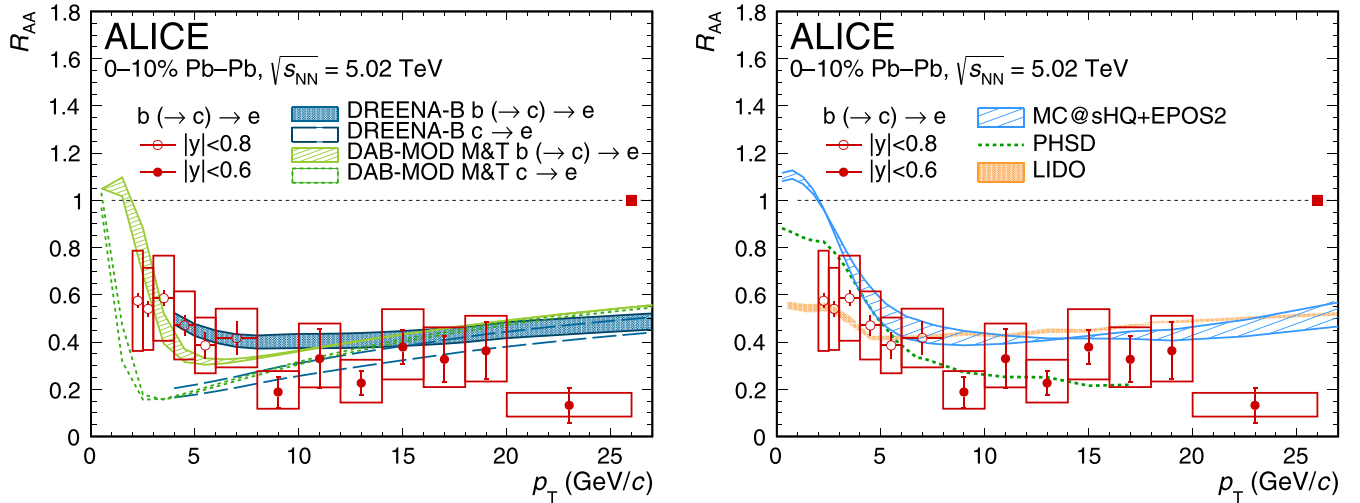 ALICE
0–10% Pb–Pb, √sNN = 5.02 TeV
b (→ c) → e
|y|<0.8
|y|<0.6
DREENA-B b (→ c) → e
DREENA-B c → e
DAB-MOD M&T b (→ c) → e
DAB-MOD M&T c → e
RAA
1.8
1.6
1.4
1.2
1
0.8
0.6
0.4
0.2
0
0 5 10 15 20 25
pT (GeV/c)
ALICE
0–10% Pb–Pb, √sNN = 5.02 TeV
b (→ c) → e
|y|<0.8
|y|<0.6
MC@sHQ+EPOS2
PHSD
LIDO
RAA
1.8
1.6
1.4
1.2
1
0.8
0.6
0.4
0.2
0
0 5 10 15 20 25
pT (GeV/c)